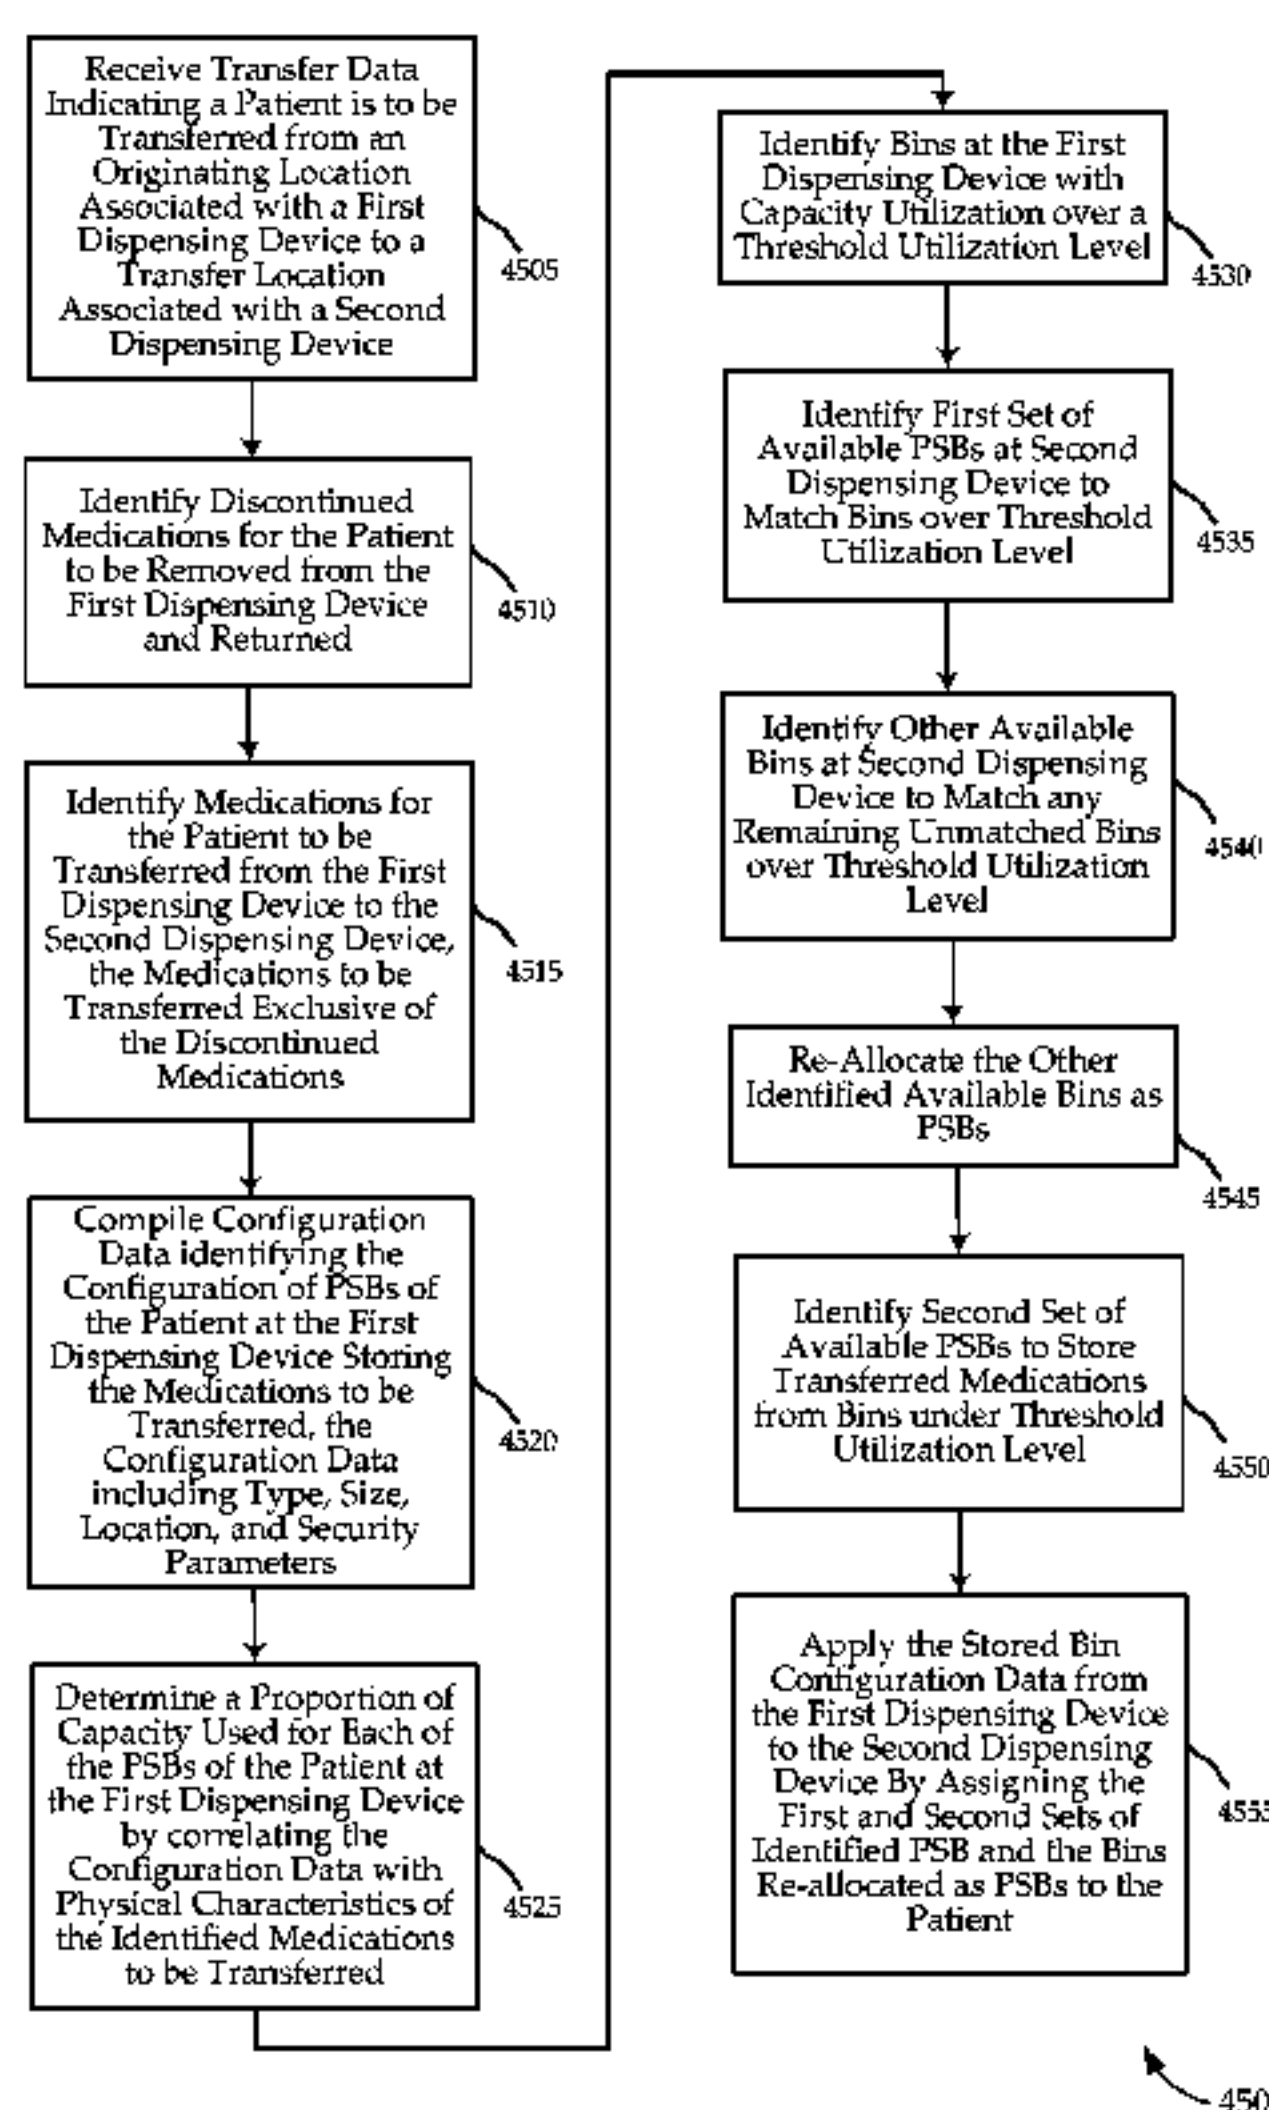 Receive Transfer Data
Indicating a Patient is to be
Transferred from an
Originating Location
Associated with a First
Dispensing Device to a
Transfer Location
Associated with a Second
Dispensing Device
4505
Identify Discontinued
Medications for the Patient
to be Removed from the
First Dispensing Device
and Returned
4510
Identify Medications for
the Patient to be
Transferred from the First
Dispensing Device to the
Second Dispensing Device,
the Medications to be
Transferred Exclusive of
the Discontinued
Medications
4515
Compile Configuration
Data identifying the
Configuration of PSBs of
the Patient at the First
Dispensing Device Storing
the Medications to be
Transferred, the
Configuration Data
including Type, Size,
Location, and Security
Parameters
4520
Determine a Proportion of
Capacity Used for Each of
the PSBs of the Patient at
the First Dispensing Device
by correlating the
Configuration Data with
Physical Characteristics of
the Identified Medications
to be Transferred
4525
Identify Bins at the First
Dispensing Device with
Capacity Utilization over a
Threshold Utilization Level
4530
Identify First Set of
Available PSBs at Second
Dispensing Device to
Match Bins over Threshold
Utilization Level
4535
Identify Other Available
Bins at Second Dispensing
Device to Match any
Remaining Unmatched Bins
over Threshold Utilization
Level
4540
Re-Allocate the Other
Identified Available Bins as
PSBs
4545
Identify Second Set of
Available PSBs to Store
Transferred Medications
from Bins under Threshold
Utilization Level
4550
Apply the Stored Bin
Configuration Data from
the First Dispensing Device
to the Second Dispensing
Device By Assigning the
First and Second Sets of
Identified PSB and the Bins
Re-allocated as PSBs to the
Patient
4555
450